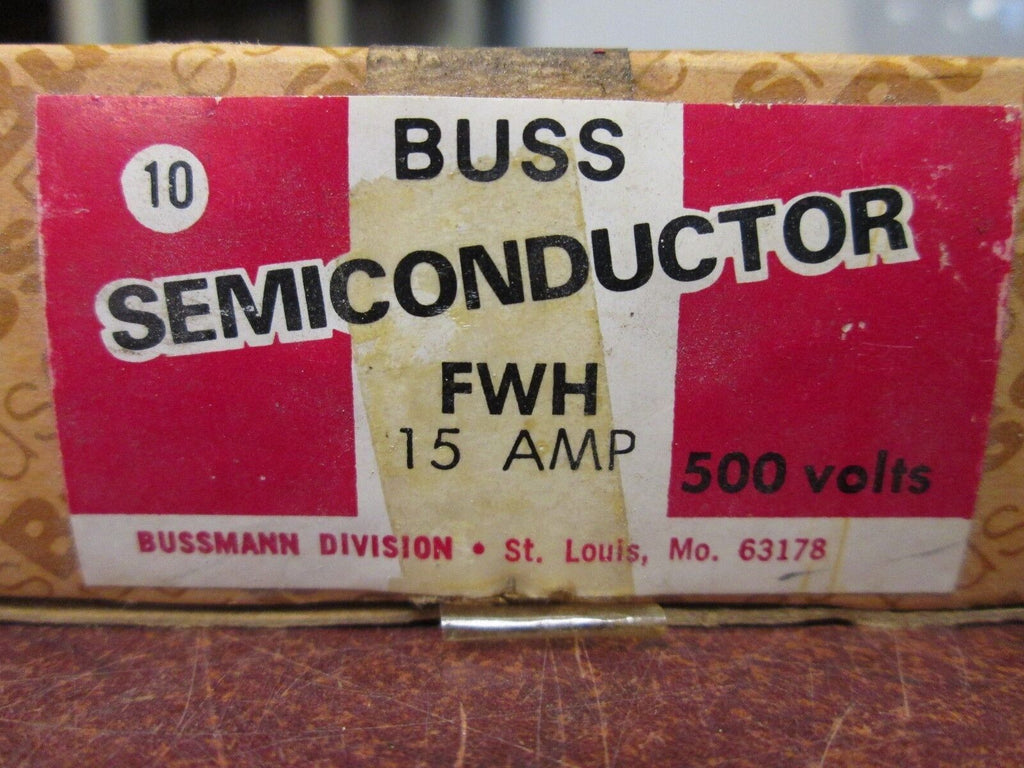 10
BUSS
SEMICONDUCTOR
FWH
15 AMP
500 volts
BUSSMANN DIVISION • St. Louis, Mo. 63178